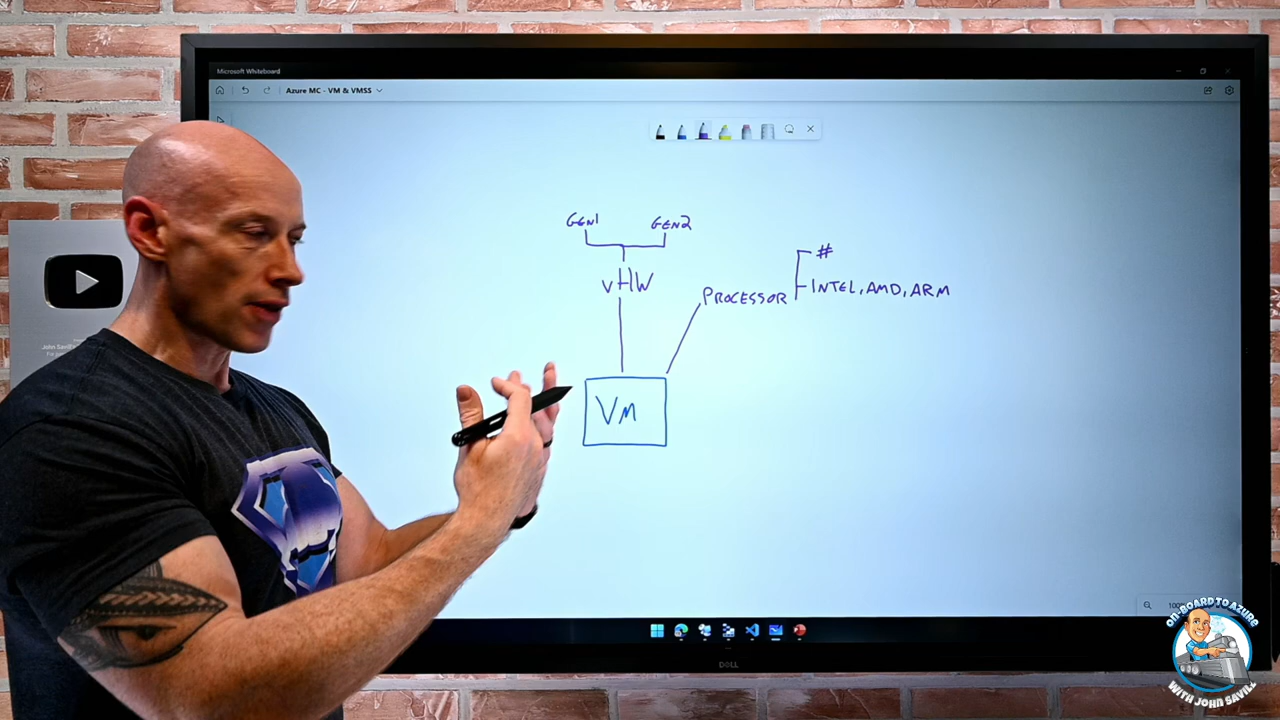 Microsoft Whiteboard
Azure MC - VM & VMSS
GEN1 GEN2
#
vHW
PROCESSOR
INTEL, AMD, ARM
VM
DELL
ON-BOARD TO AZURE
WITH JOHN SAVILL